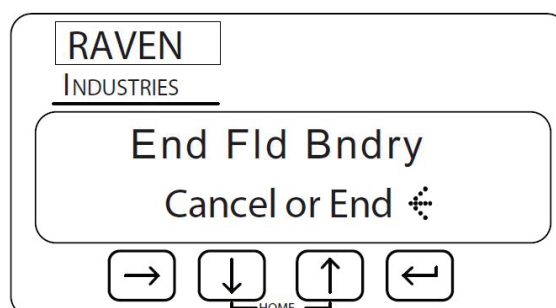 RAVEN
INDUSTRIES
End Fld Bndry
Cancel or End
HOME